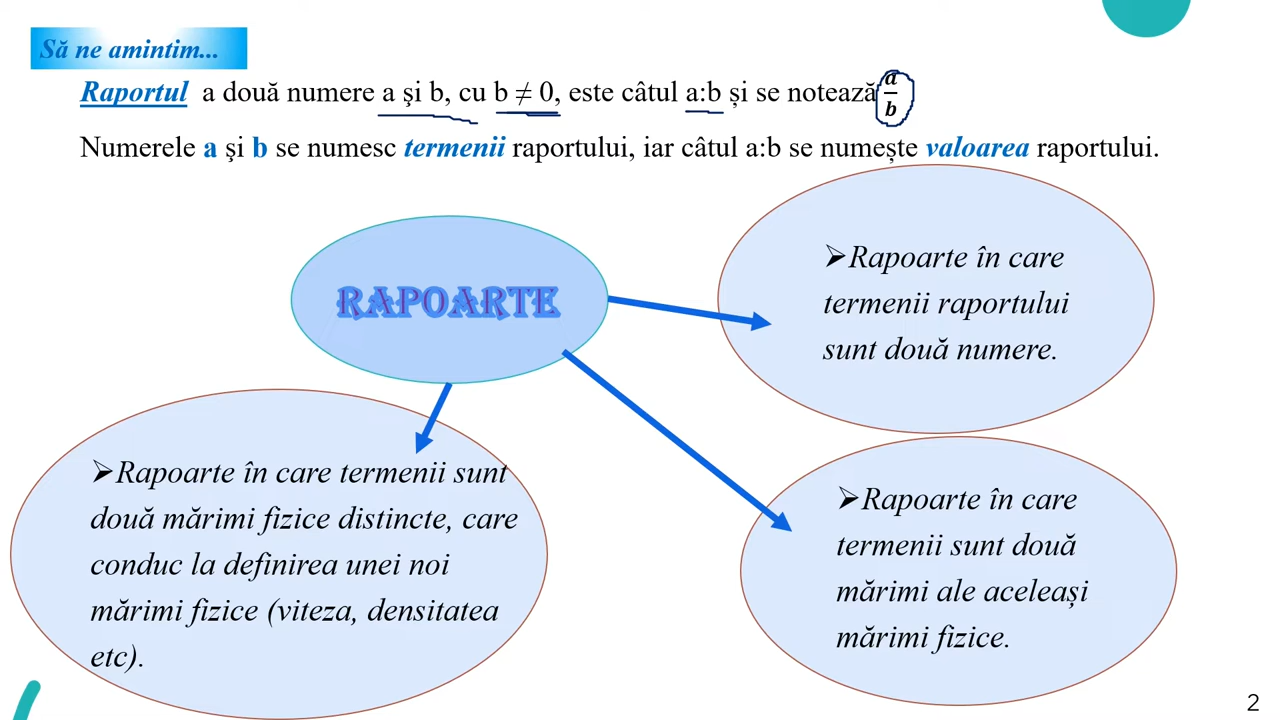 Să ne amintim...
Raportul a două numere a şi b, cu b ≠ 0, este câtul a:b și se notează a/b
Numerele a şi b se numesc termenii raportului, iar câtul a:b se numește valoarea raportului.
RAPOARTE
➢Rapoarte în care
termenii raportului
sunt două numere.
➢Rapoarte în care termenii sunt
două mărimi fizice distincte, care
conduc la definirea unei noi
mărimi fizice (viteza, densitatea
etc).
➢Rapoarte în care
termenii sunt două
mărimi ale aceleași
mărimi fizice.
2